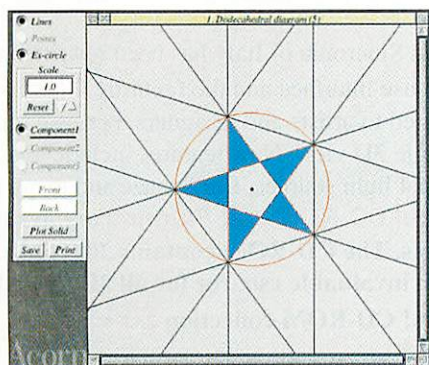 1. Dodecahedral diagram (5)
Lines
Points
Ex-circle
Scale
1.0
Reset
Component1
Component2
Component3
Front
Back
Plot Solid
Save Print
Acorn